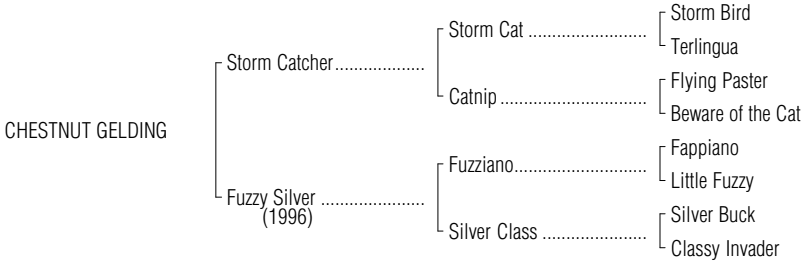 Storm Bird
Storm Cat ..........................
Terlingua
Storm Catcher....................
Flying Paster
Catnip ................................
Beware of the Cat
CHESTNUT GELDING
Fappiano
Fuzziano.............................
Little Fuzzy
Fuzzy Silver .......................
(1996)
Silver Buck
Silver Class .......................
Classy Invader